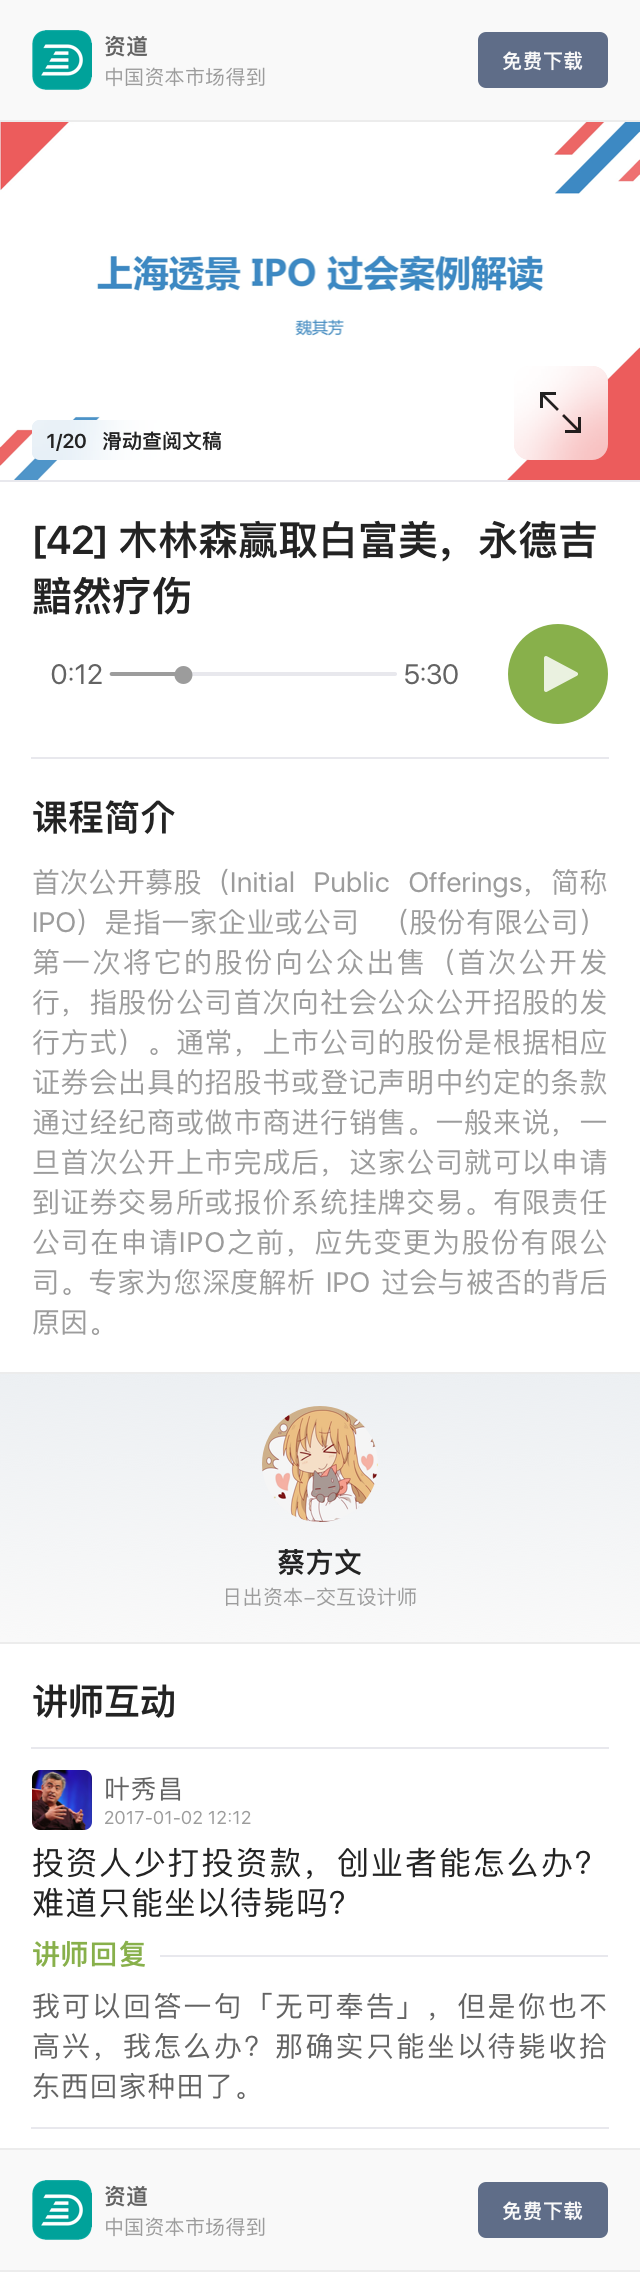 资道
中国资本市场得到
免费下载
上海透景 IPO 过会案例解读
魏其芳
1/20 滑动查阅文稿
[42] 木林森赢取白富美，永德吉
黯然疗伤
0:12
5:30
课程简介
首次公开募股（Initial Public Offerings，简称
IPO）是指一家企业或公司 （股份有限公司）
第一次将它的股份向公众出售（首次公开发
行，指股份公司首次向社会公众公开招股的发
行方式）。通常，上市公司的股份是根据相应
证券会出具的招股书或登记声明中约定的条款
通过经纪商或做市商进行销售。一般来说，一
旦首次公开上市完成后，这家公司就可以申请
到证券交易所或报价系统挂牌交易。有限责任
公司在申请IPO之前，应先变更为股份有限公
司。专家为您深度解析 IPO 过会与被否的背后
原因。
蔡方文
日出资本–交互设计师
讲师互动
叶秀昌
2017-01-02 12:12
投资人少打投资款，创业者能怎么办？
难道只能坐以待毙吗？
讲师回复
我可以回答一句「无可奉告」，但是你也不
高兴，我怎么办？那确实只能坐以待毙收拾
东西回家种田了。
资道
中国资本市场得到
免费下载